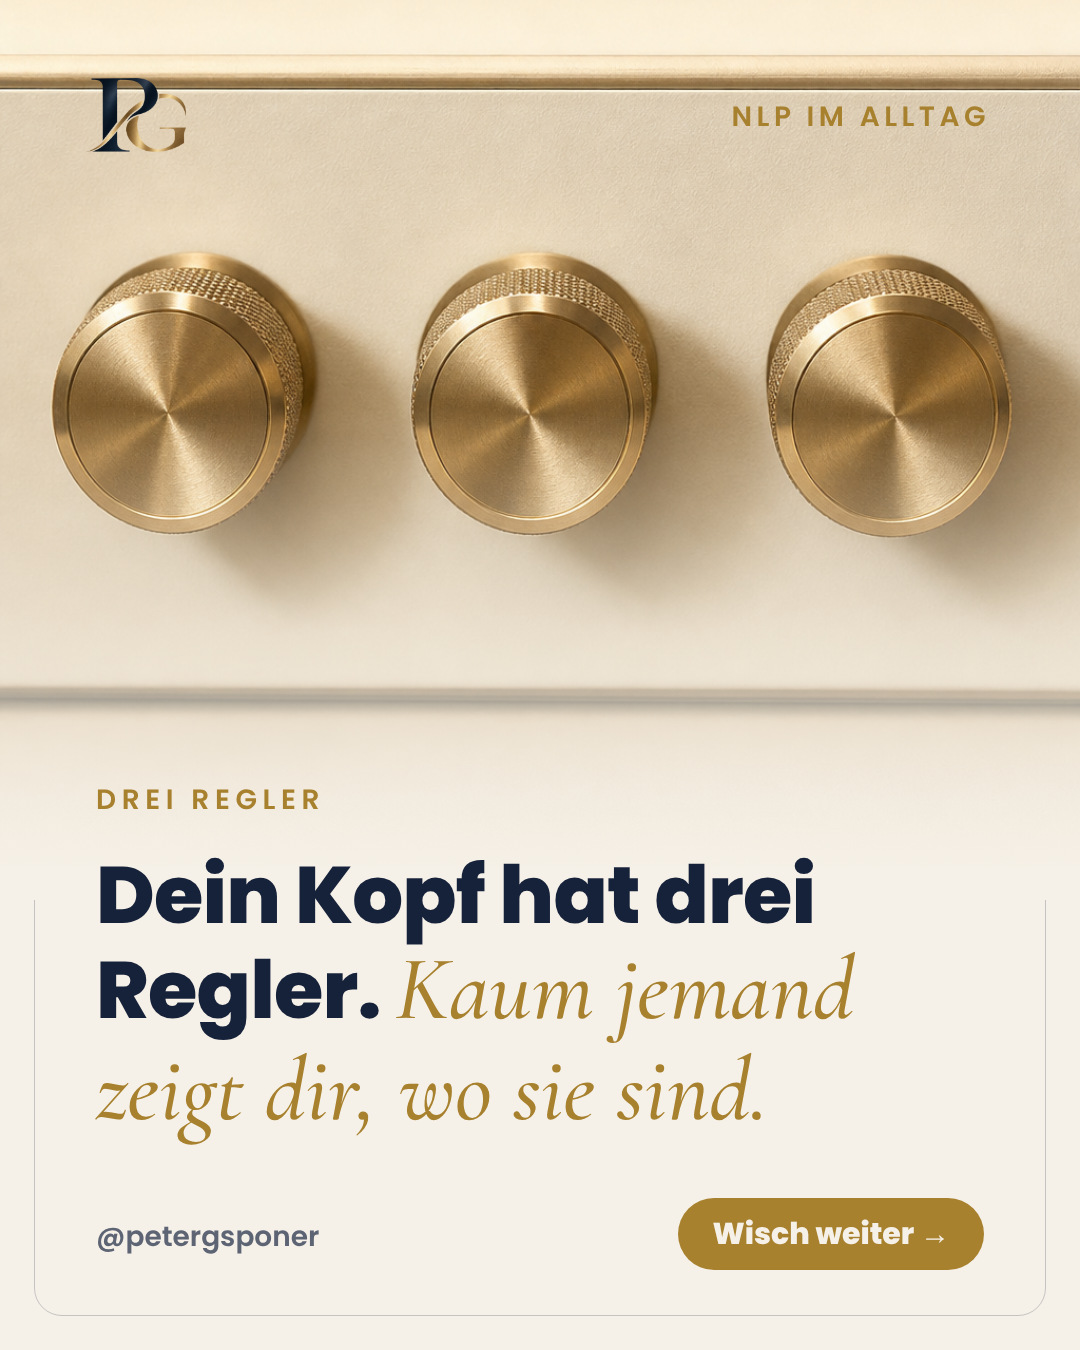 PG
NLP IM ALLTAG
DREI REGLER
Dein Kopf hat drei
Regler. Kaum jemand
zeigt dir, wo sie sind.
@petergsponer
Wisch weiter →